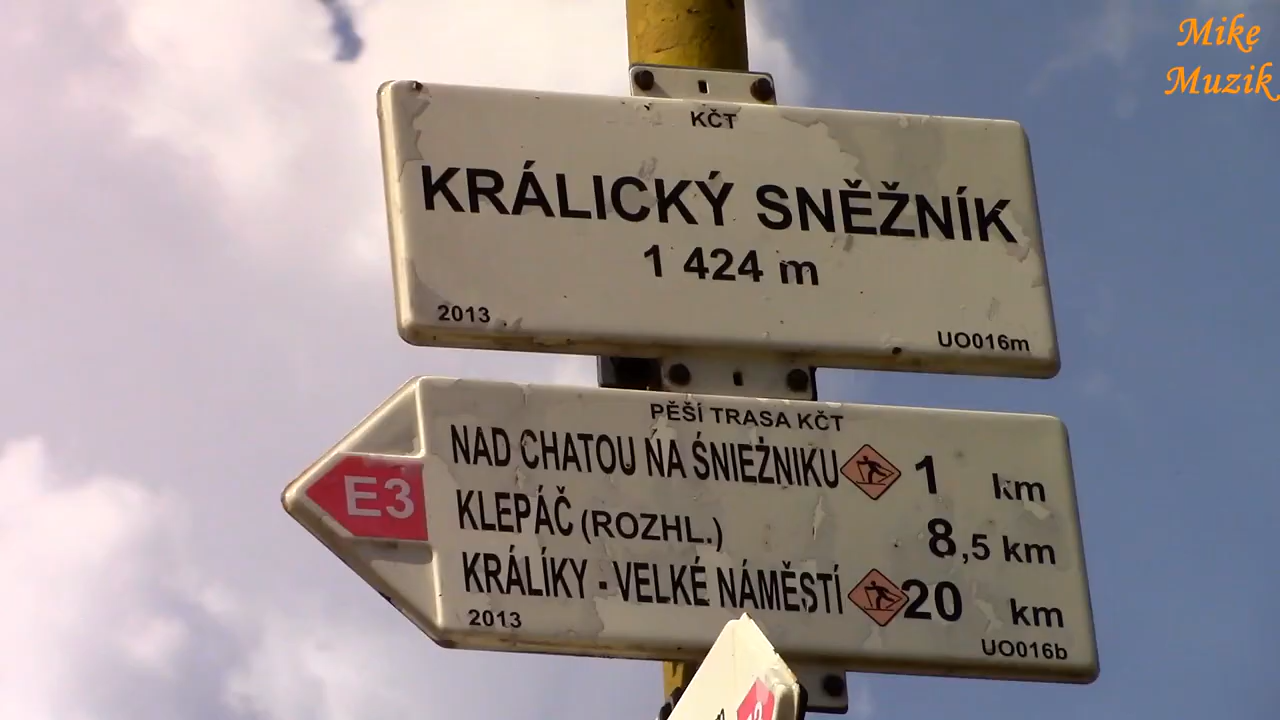 Mike
Muzik
KČT
KRÁLICKÝ SNĚŽNÍK
1 424 m
2013
UO016m
PĚŠÍ TRASA KČT
E3
NAD CHATOU NA ŚNIEŻNIKU 1 km
KLEPÁČ (ROZHL.) 8,5 km
KRÁLÍKY - VELKÉ NÁMĚSTÍ 20 km
2013
UO016b